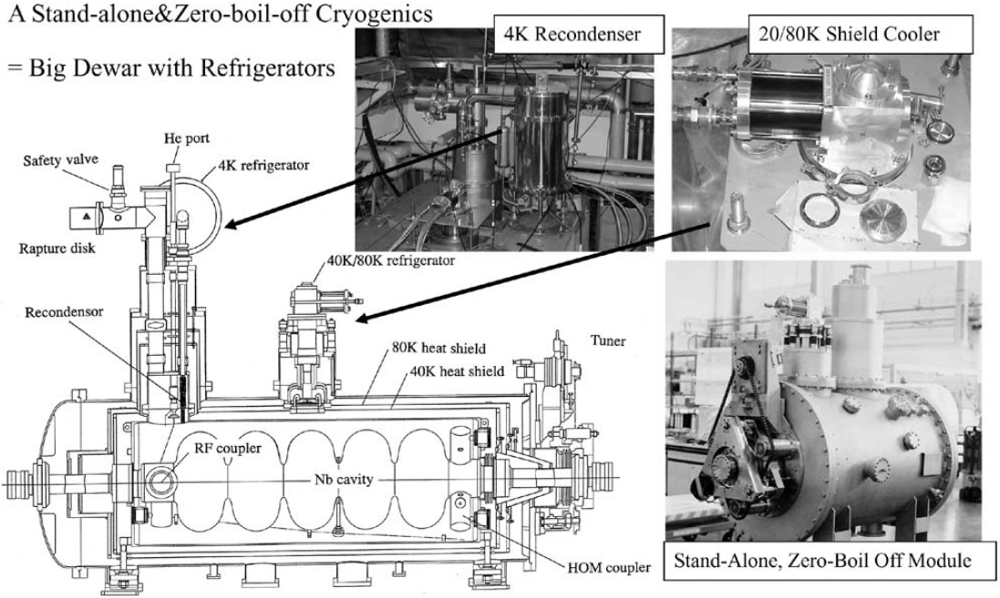 A Stand-alone&Zero-boil-off Cryogenics
= Big Dewar with Refrigerators
4K Recondenser
20/80K Shield Cooler
He port
Safety valve
4K refrigerator
Rapture disk
40K/80K refrigerator
Recondensor
80K heat shield
40K heat shield
Tuner
RF coupler
Nb cavity
HOM coupler
Stand-Alone, Zero-Boil Off Module